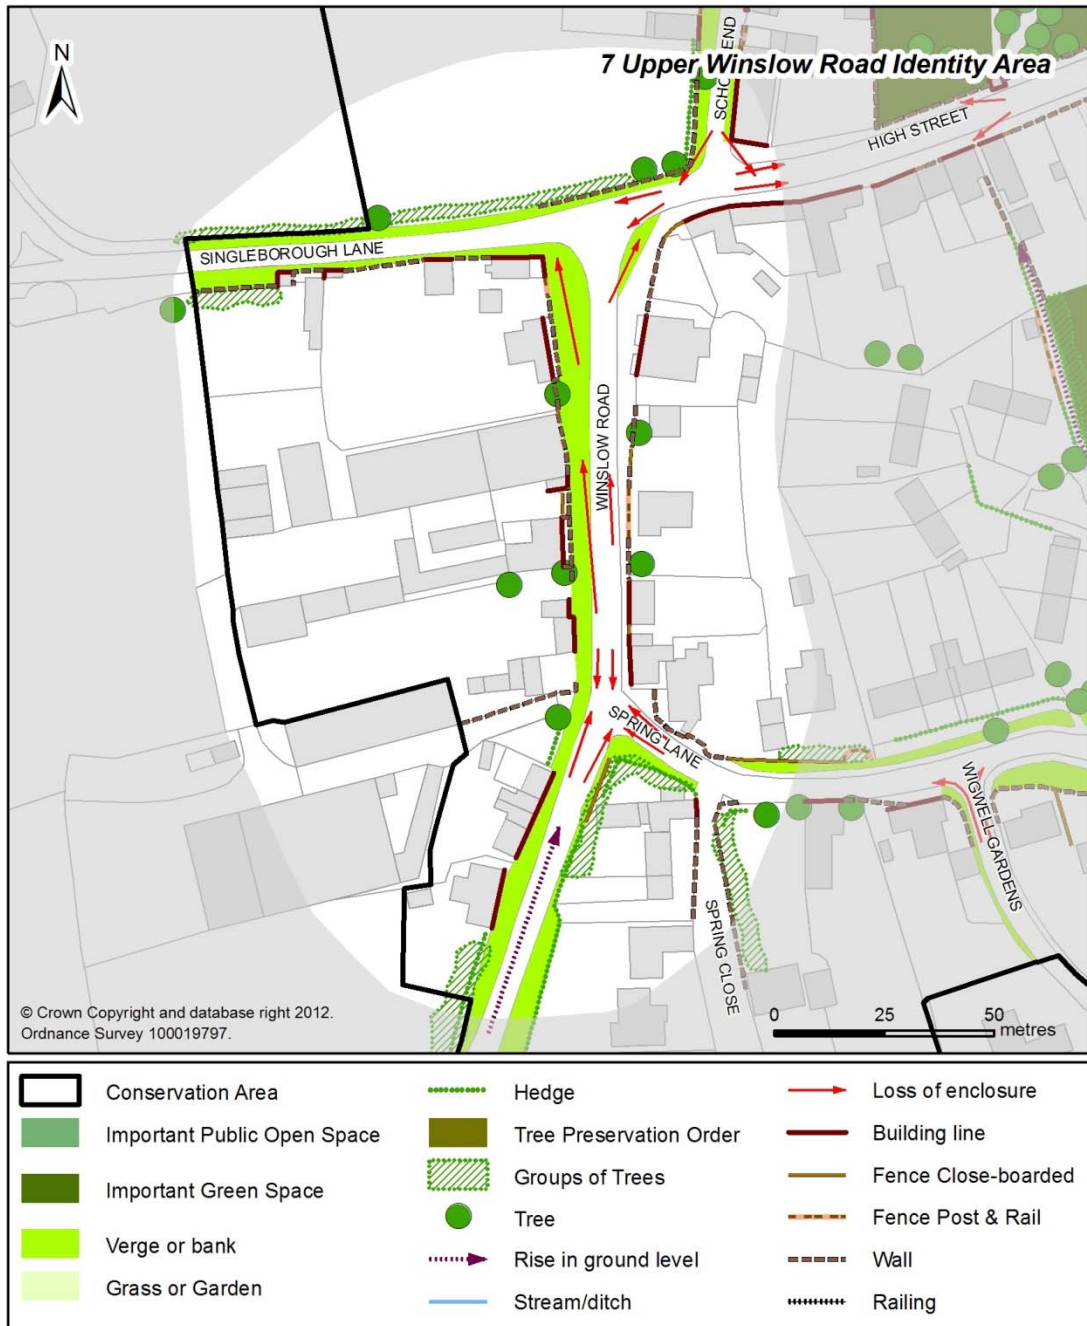 7 Upper Winslow Road Identity Area
N
SCHOOL END
HIGH STREET
SINGLEBOROUGH LANE
WINSLOW ROAD
SPRING LANE
WIGWELL GARDENS
SPRING CLOSE
© Crown Copyright and database right 2012.
Ordnance Survey 100019797.
0 25 50
metres
Conservation Area
Important Public Open Space
Important Green Space
Verge or bank
Grass or Garden
Hedge
Tree Preservation Order
Groups of Trees
Tree
Rise in ground level
Stream/ditch
Loss of enclosure
Building line
Fence Close-boarded
Fence Post & Rail
Wall
Railing